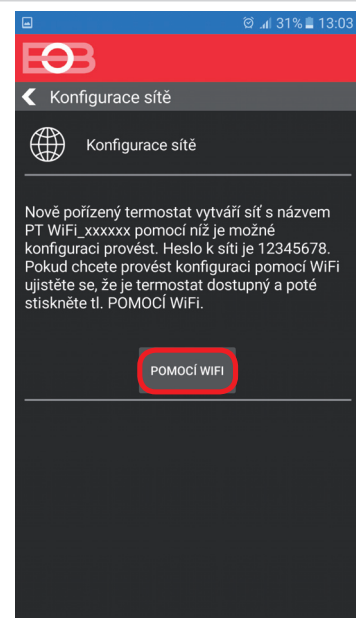 31% 13:03
EOB
Konfigurace sítě
Konfigurace sítě
Nově pořízený termostat vytváří síť s názvem
PT WiFi_xxxxxx pomocí níž je možné
konfiguraci provést. Heslo k síti je 12345678.
Pokud chcete provést konfiguraci pomocí WiFi
ujistěte se, že je termostat dostupný a poté
stiskněte tl. POMOCÍ WiFi.
POMOCÍ WIFI